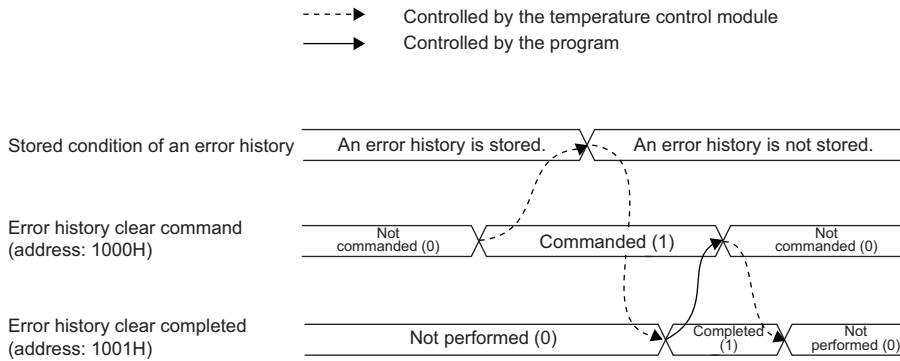 Controlled by the temperature control module
Controlled by the program
Stored condition of an error history
An error history is stored.
An error history is not stored.
Error history clear command
(address: 1000H)
Not
commanded (0)
Commanded (1)
Not
commanded (0)
Error history clear completed
(address: 1001H)
Not performed (0)
Completed
(1)
Not
performed (0)